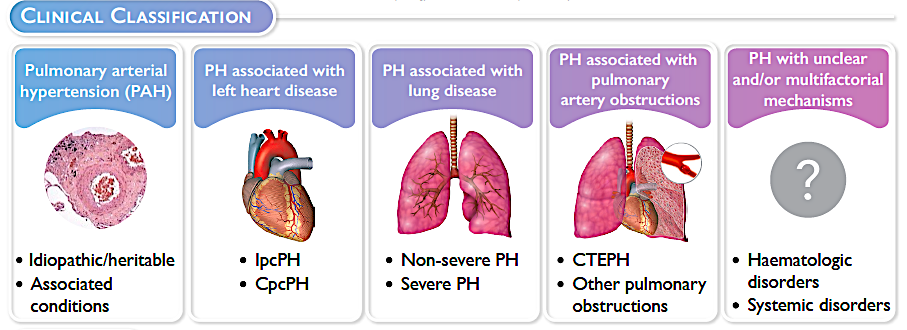 CLINICAL CLASSIFICATION
Pulmonary arterial
hypertension (PAH)
• Idiopathic/heritable
• Associated
conditions
PH associated with
left heart disease
• IpcPH
• CpcPH
PH associated with
lung disease
• Non-severe PH
• Severe PH
PH associated with
pulmonary
artery obstructions
• CTEPH
• Other pulmonary
obstructions
PH with unclear
and/or multifactorial
mechanisms
?
• Haematologic
disorders
• Systemic disorders